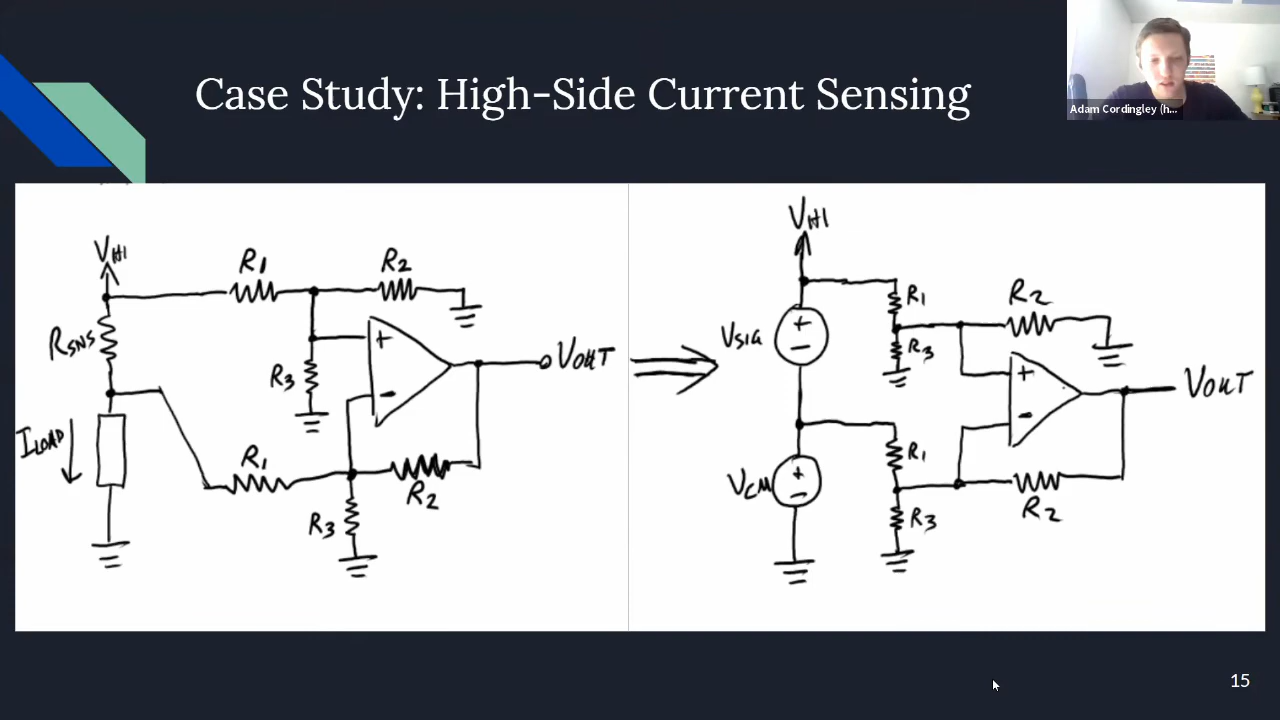 Case Study: High-Side Current Sensing
Adam Cordingley (h...
VHI
R1
R2
RSNS
+
VOUT
R3
-
ILOAD
R1
R2
R3
VHI
R1
R2
+
VSIG
-
R3
+
-
VOUT
R1
+
VCM
-
R3
R2
15